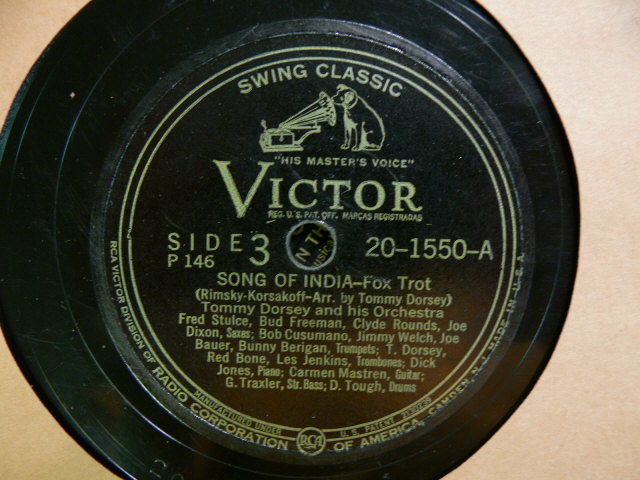 SWING CLASSIC
"HIS MASTER'S VOICE"
VICTOR
REG. U. S. PAT. OFF. MARCAS REGISTRADAS
SIDE 3 20-1550-A
P 146
SONG OF INDIA-Fox Trot
(Rimsky-Korsakoff-Arr. by Tommy Dorsey)
Tommy Dorsey and his Orchestra
Fred Stulce, Bud Freeman, Clyde Rounds, Joe
Dixon, Saxes; Bob Cusumano, Jimmy Welch, Joe
Bauer, Bunny Berigan, Trumpets; T. Dorsey,
Red Bone, Les Jenkins, Trombones; Dick
Jones, Piano; Carmen Mastren, Guitar;
G. Traxler, Str. Bass; D. Tough, Drums
MANUFACTURED UNDER
RCA VICTOR DIVISION OF RADIO CORPORATION RCA OF AMERICA, CAMDEN, N. J. MADE IN U.S.A.